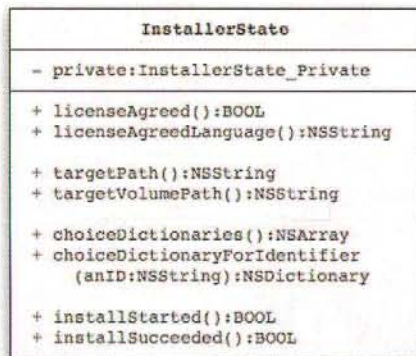 InstallerState
- private:InstallerState_Private
+ licenseAgreed():BOOL
+ licenseAgreedLanguage():NSString
+ targetPath():NSString
+ targetVolumePath():NSString
+ choiceDictionaries():NSArray
+ choiceDictionaryForIdentifier
(anID:NSString):NSDictionary
+ installStarted():BOOL
+ installSucceeded():BOOL